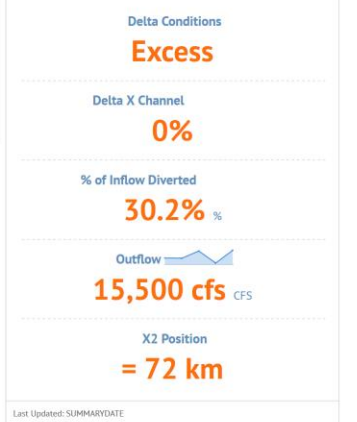 Delta Conditions
Excess
Delta X Channel
0%
% of Inflow Diverted
30.2% %
Outflow
15,500 cfs CFS
X2 Position
= 72 km
Last Updated: SUMMARYDATE